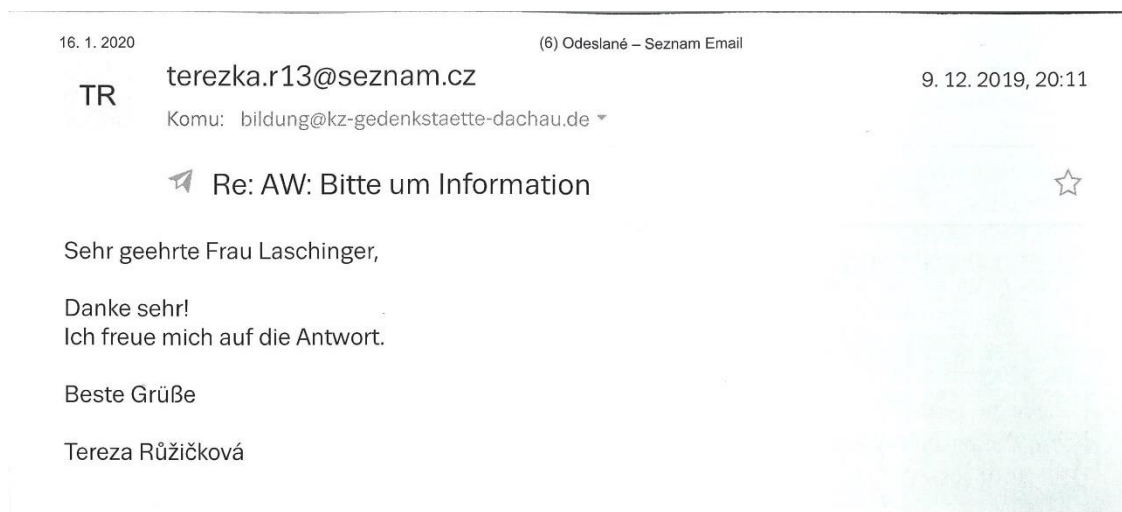 16. 1. 2020
(6) Odeslané – Seznam Email
TR
terezka.r13@seznam.cz
9. 12. 2019, 20:11
Komu: bildung@kz-gedenkstaette-dachau.de
Re: AW: Bitte um Information
Sehr geehrte Frau Laschinger,
Danke sehr!
Ich freue mich auf die Antwort.
Beste Grüße
Tereza Růžičková